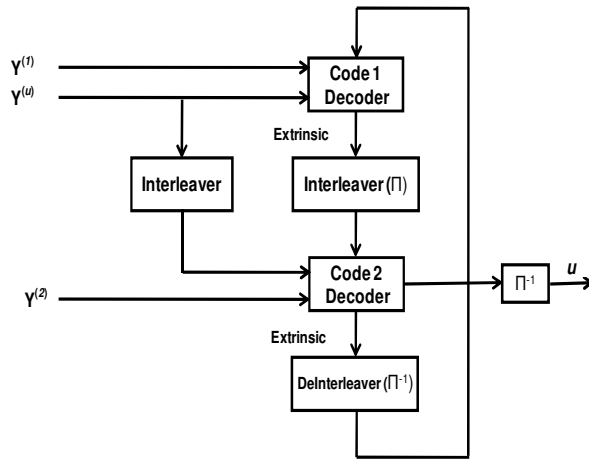 Y(1)
Y(u)
Code 1
Decoder
Extrinsic
Interleaver
Interleaver (Π)
Code 2
Decoder
Y(2)
Π-1
u
Extrinsic
DeInterleaver (Π-1)